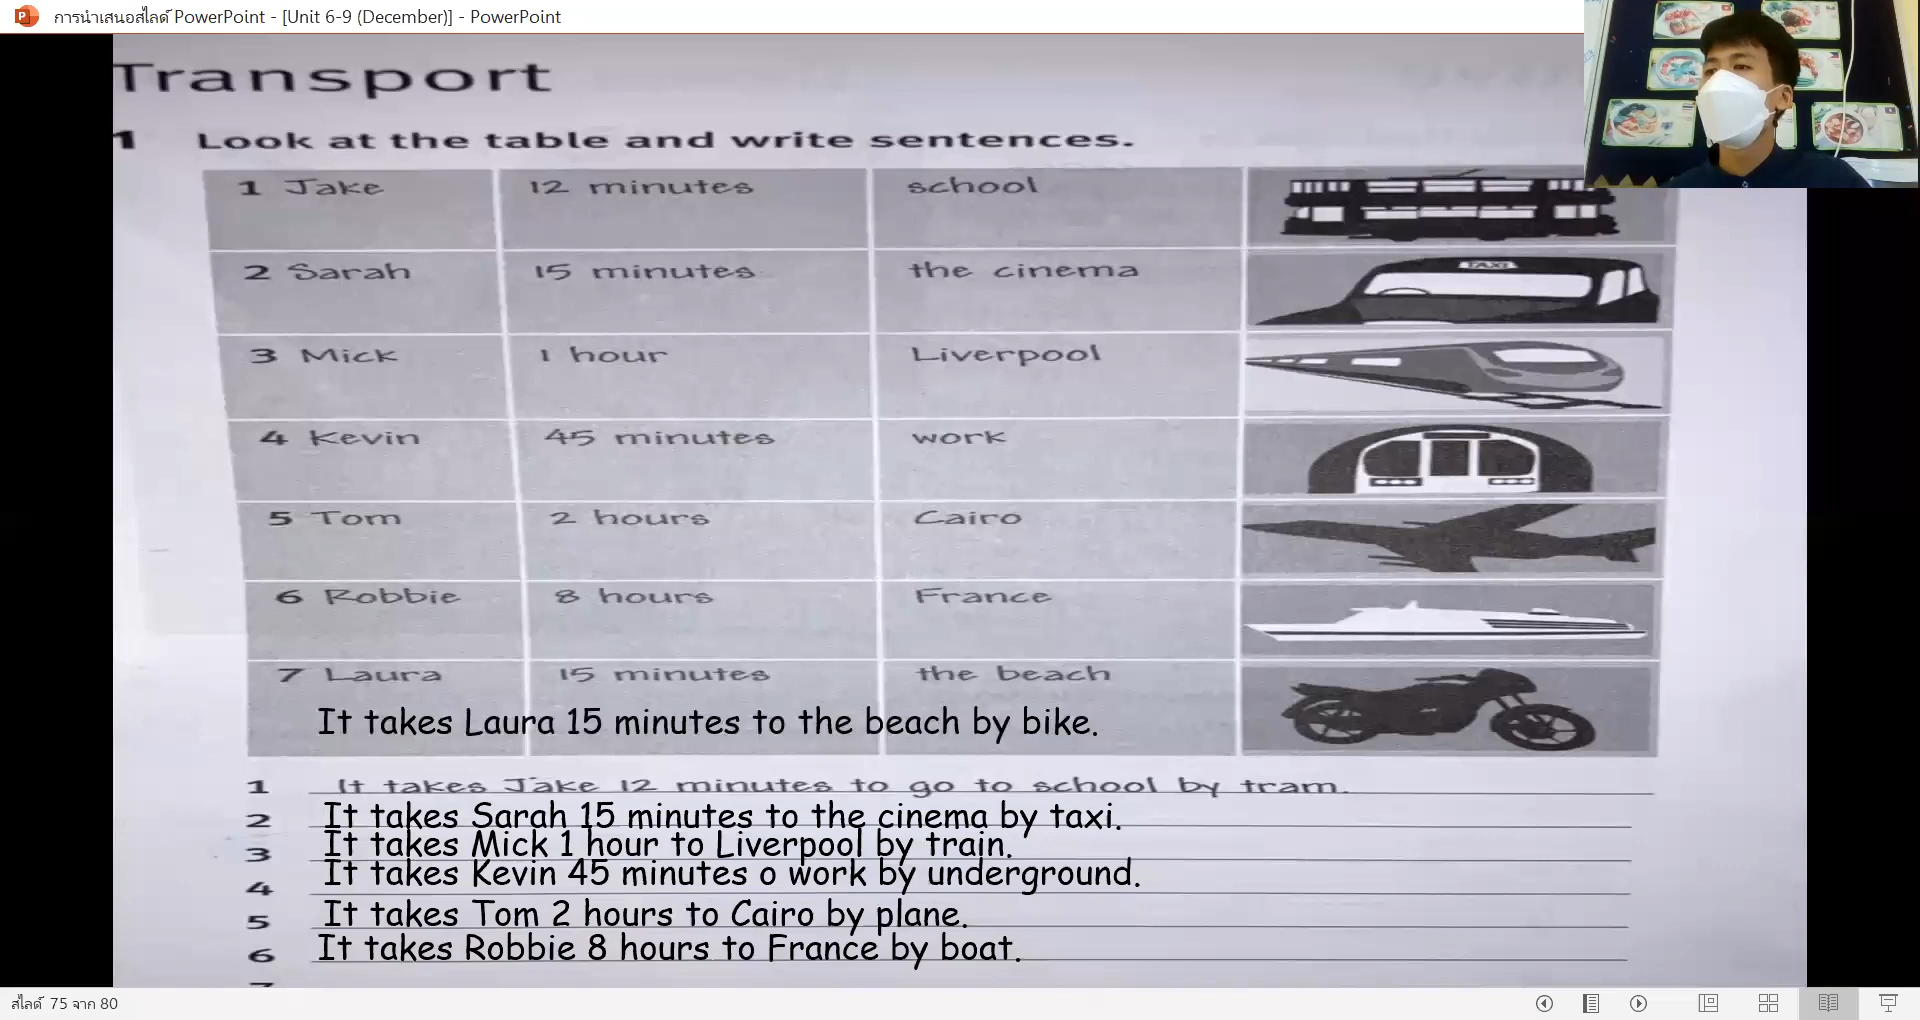 การนำเสนอสไลด์ PowerPoint - [Unit 6-9 (December)] - PowerPoint
Transport
1 Look at the table and write sentences.
1 Jake 12 minutes school
2 Sarah 15 minutes the cinema
TAXI
3 Mick 1 hour Liverpool
4 Kevin 45 minutes work
5 Tom 2 hours Cairo
6 Robbie 8 hours France
7 Laura 15 minutes the beach
It takes Laura 15 minutes to the beach by bike.
1 It takes Jake 12 minutes to go to school by tram.
2 It takes Sarah 15 minutes to the cinema by taxi.
3 It takes Mick 1 hour to Liverpool by train.
4 It takes Kevin 45 minutes o work by underground.
5 It takes Tom 2 hours to Cairo by plane.
6 It takes Robbie 8 hours to France by boat.
สไลด์ 75 จาก 80